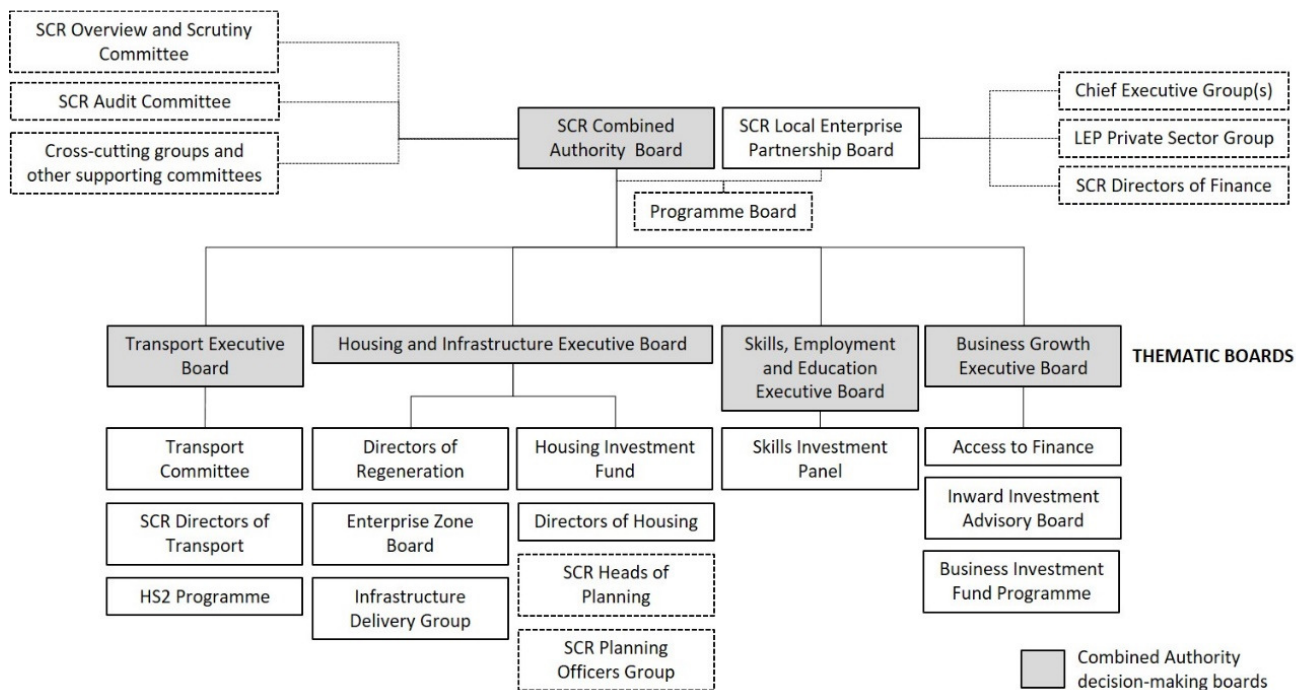 SCR Overview and Scrutiny
Committee
SCR Audit Committee
Cross-cutting groups and
other supporting committees
SCR Combined
Authority Board
SCR Local Enterprise
Partnership Board
Chief Executive Group(s)
LEP Private Sector Group
SCR Directors of Finance
Programme Board
Transport Executive
Board
Housing and Infrastructure Executive Board
Skills, Employment
and Education
Executive Board
Business Growth
Executive Board
THEMATIC BOARDS
Transport
Committee
SCR Directors of
Transport
HS2 Programme
Directors of
Regeneration
Enterprise Zone
Board
Infrastructure
Delivery Group
Housing Investment
Fund
Directors of Housing
SCR Heads of
Planning
SCR Planning
Officers Group
Skills Investment
Panel
Access to Finance
Inward Investment
Advisory Board
Business Investment
Fund Programme
Combined Authority
decision-making boards